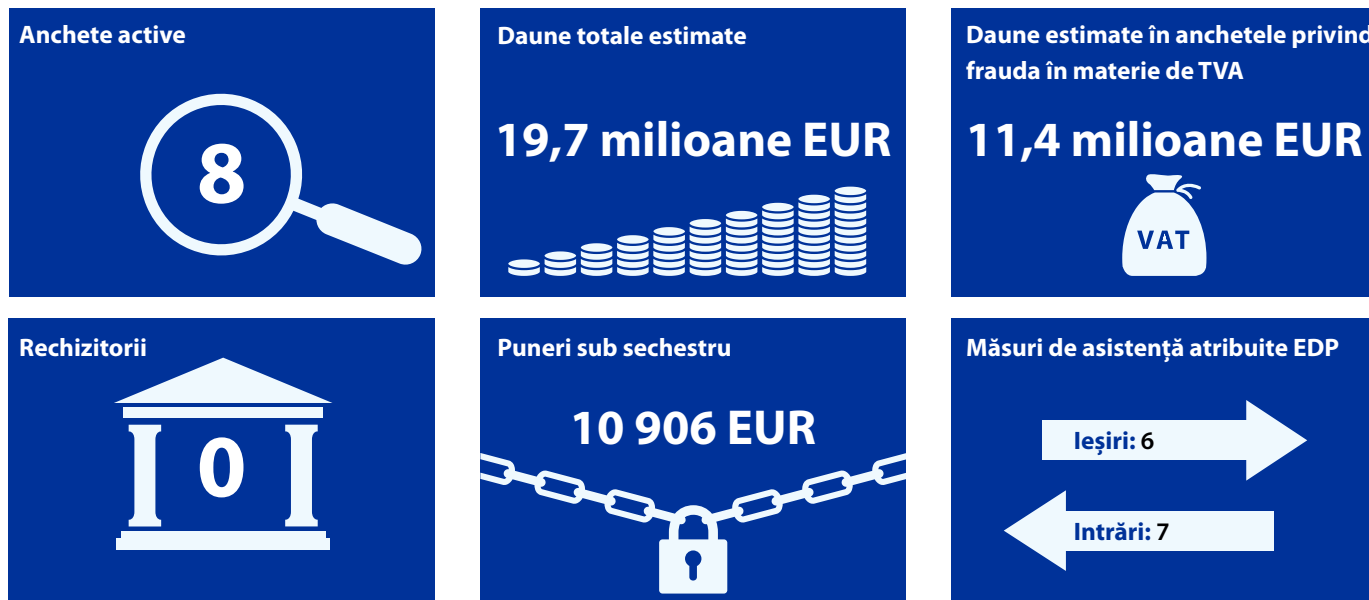 Anchete active
8
Daune totale estimate
19,7 milioane EUR
Daune estimate în anchetele privind
frauda în materie de TVA
11,4 milioane EUR
VAT
Rechizitorii
0
Puneri sub sechestru
10 906 EUR
Măsuri de asistență atribuite EDP
Ieșiri: 6
Intrări: 7